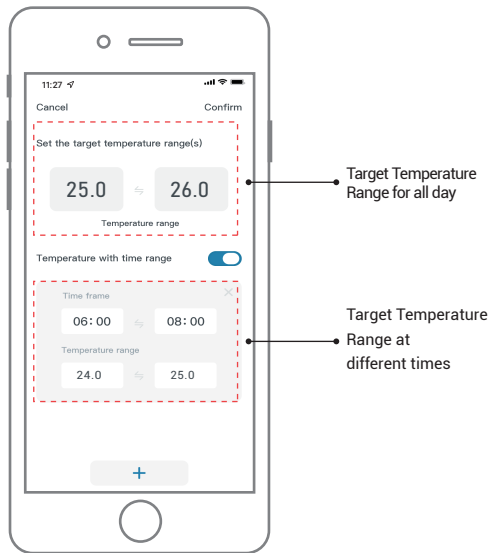 11:27
Cancel Confirm
Set the target temperature range(s)
25.0 ⇋ 26.0
Temperature range
Temperature with time range
Time frame
06:00 ⇋ 08:00
Temperature range
24.0 ⇋ 25.0
+
Target Temperature
Range for all day
Target Temperature
Range at
different times